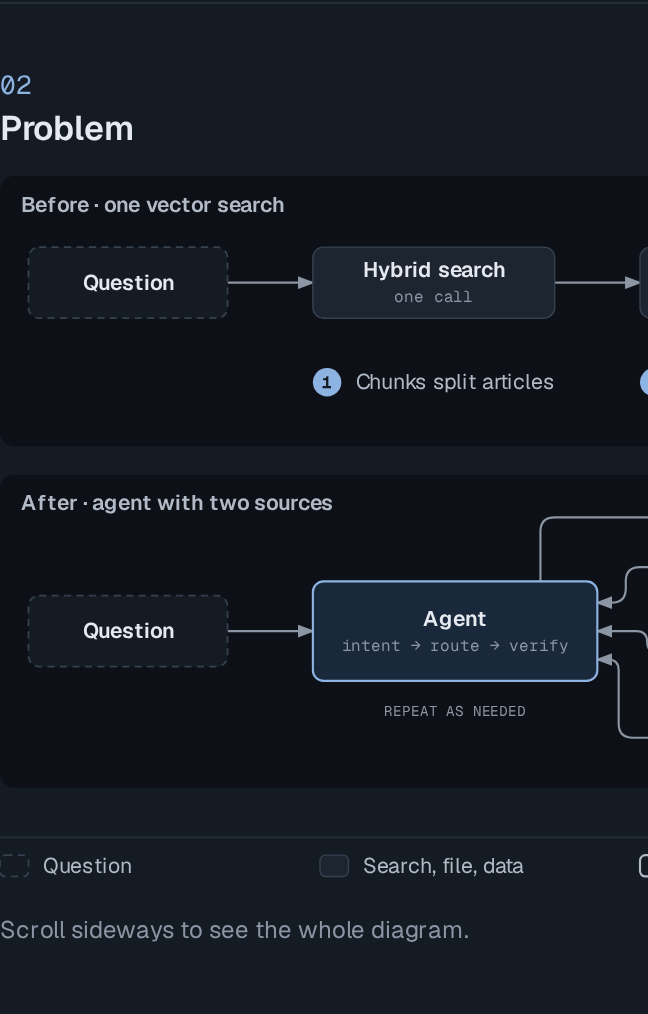 02
Problem
Before · one vector search
Question
Hybrid search
one call
1 Chunks split articles
After · agent with two sources
Question
Agent
intent → route → verify
REPEAT AS NEEDED
Question
Search, file, data
Scroll sideways to see the whole diagram.